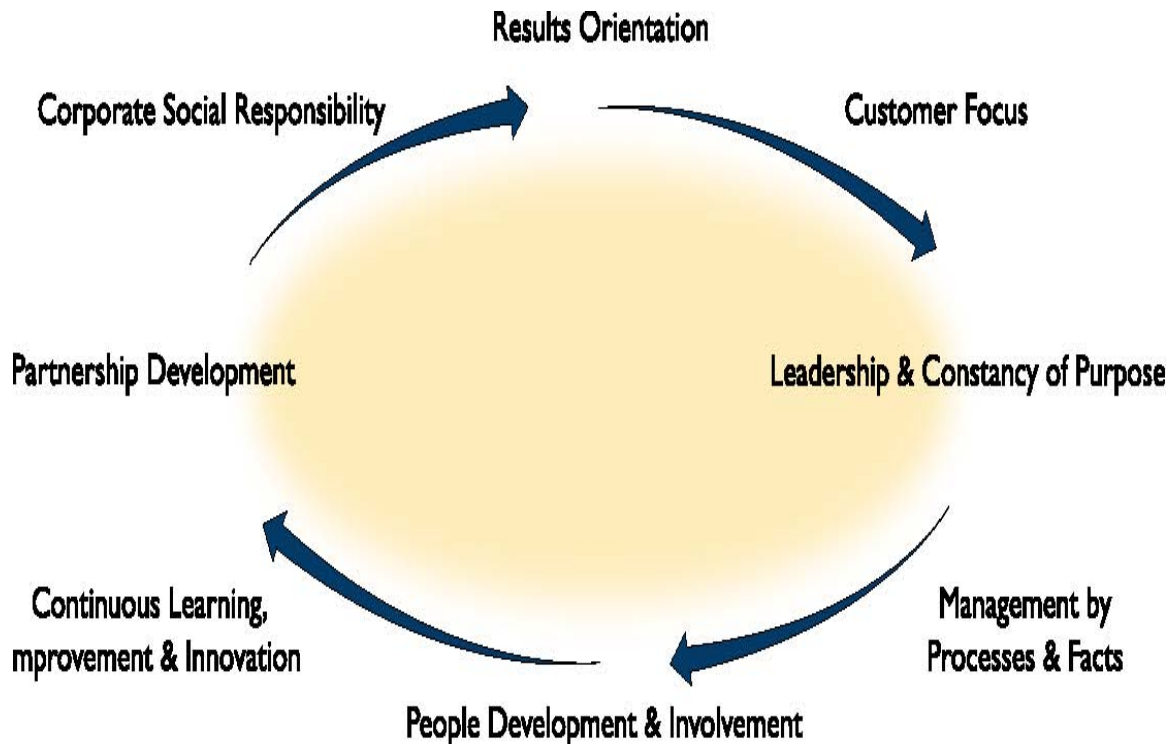 Results Orientation
Corporate Social Responsibility
Customer Focus
Partnership Development
Leadership & Constancy of Purpose
Continuous Learning,
mprovement & Innovation
Management by
Processes & Facts
People Development & Involvement